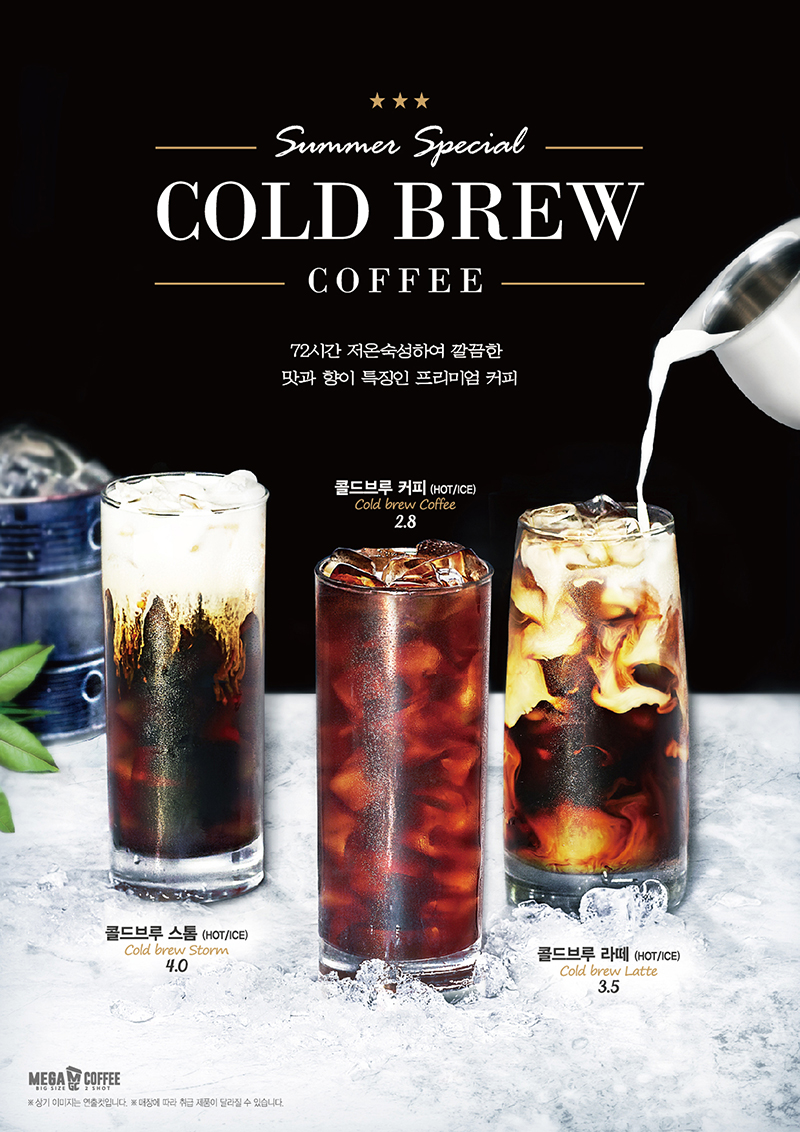 Summer Special
COLD BREW
COFFEE
72시간 저온숙성하여 깔끔한
맛과 향이 특징인 프리미엄 커피
콜드브루 커피 (HOT/ICE)
Cold brew Coffee
2.8
콜드브루 스톰 (HOT/ICE)
Cold brew Storm
4.0
콜드브루 라떼 (HOT/ICE)
Cold brew Latte
3.5
MEGA COFFEE
BIG SIZE 2 SHOT
※ 상기 이미지는 연출컷입니다. ※ 매장에 따라 취급 제품이 달라질 수 있습니다.